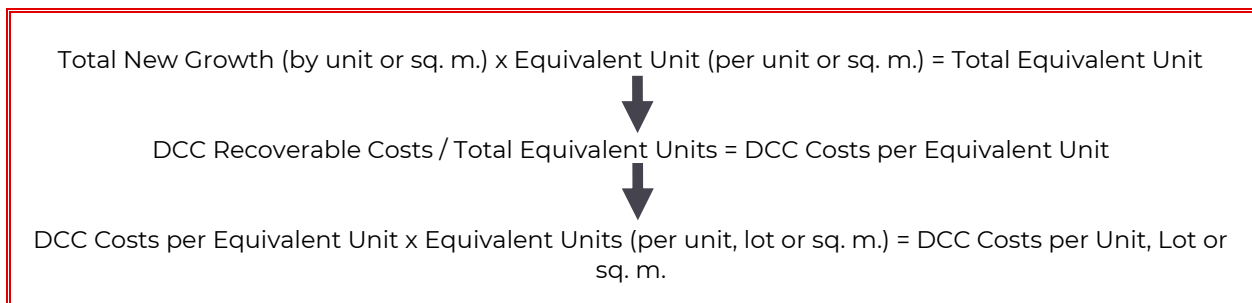 Total New Growth (by unit or sq. m.) x Equivalent Unit (per unit or sq. m.) = Total Equivalent Unit
DCC Recoverable Costs / Total Equivalent Units = DCC Costs per Equivalent Unit
DCC Costs per Equivalent Unit x Equivalent Units (per unit, lot or sq. m.) = DCC Costs per Unit, Lot or
sq. m.